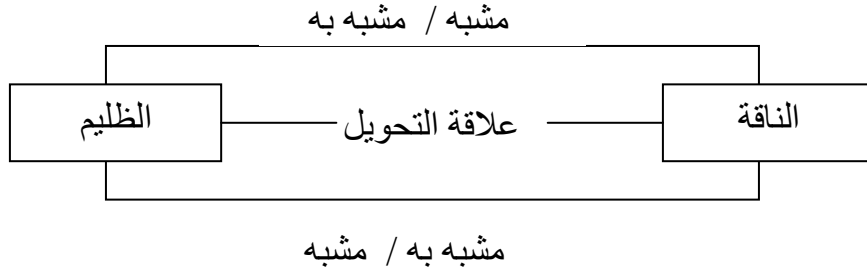 مشبه / مشبه به
الناقة
علاقة التحويل
الظليم
مشبه به / مشبه